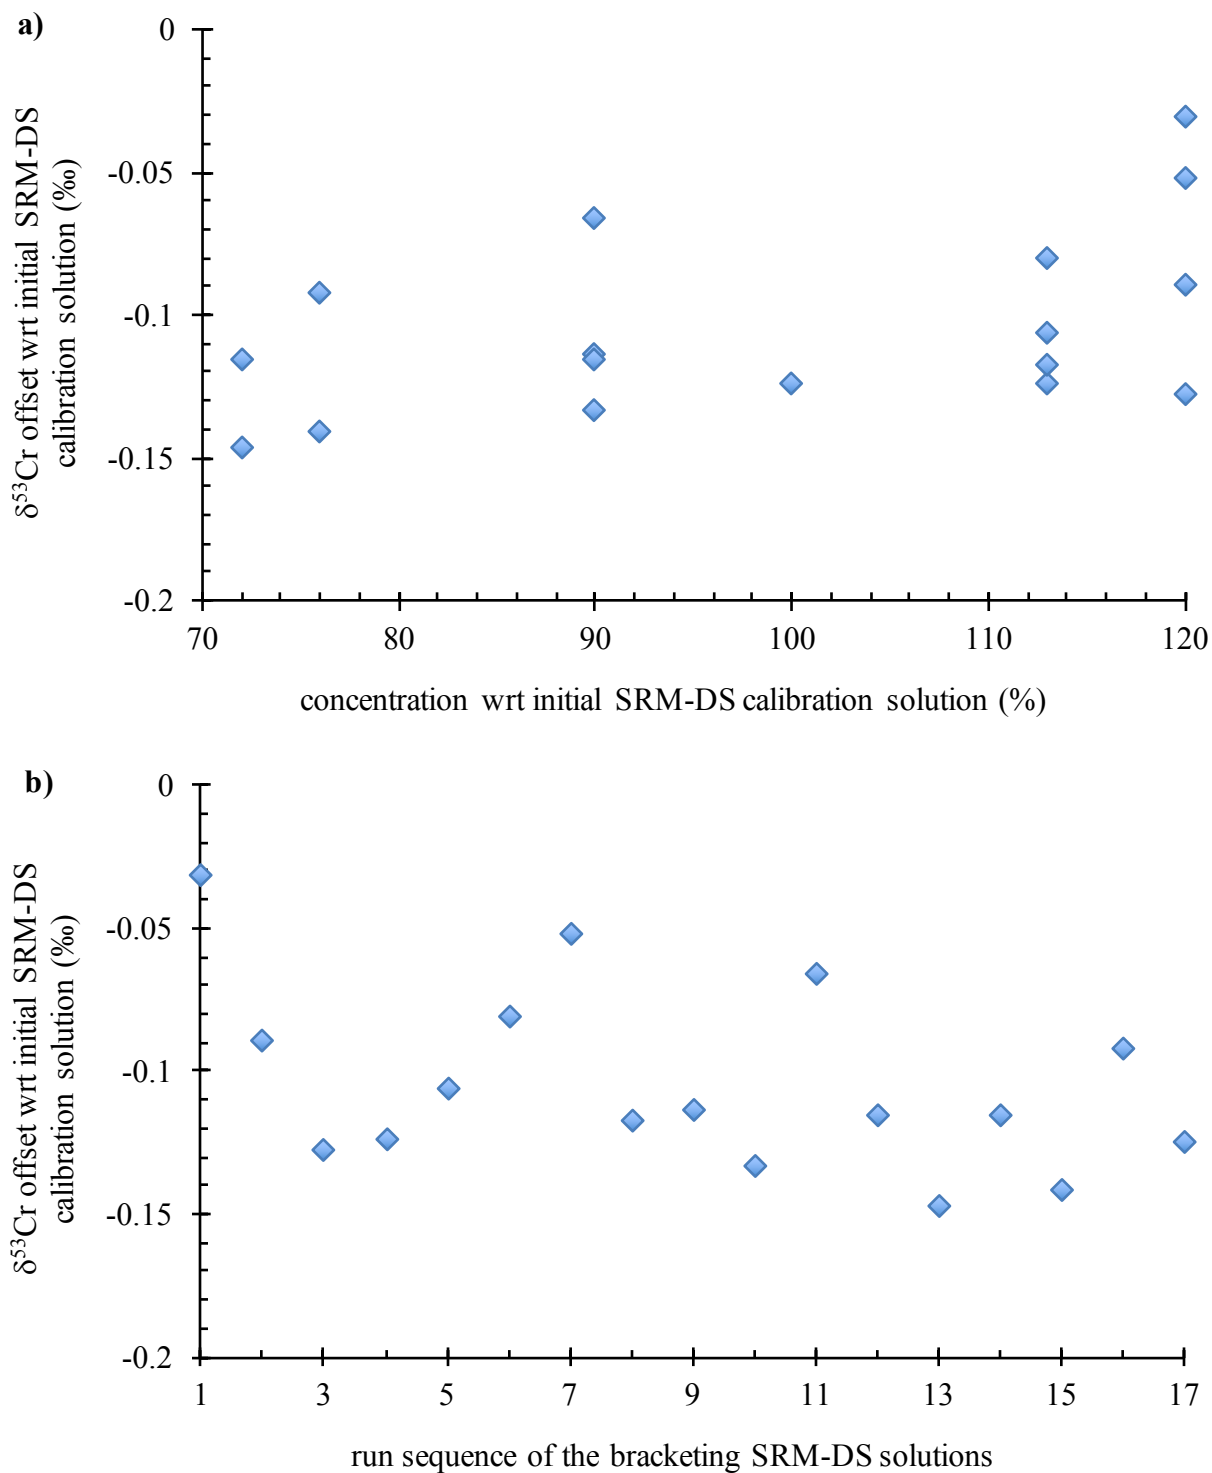 a)
δ⁵³Cr offset wrt initial SRM-DS
calibration solution (‰)
0
-0.05
-0.1
-0.15
-0.2
70 80 90 100 110 120
concentration wrt initial SRM-DS calibration solution (%)
b)
δ⁵³Cr offset wrt initial SRM-DS
calibration solution (‰)
0
-0.05
-0.1
-0.15
-0.2
1 3 5 7 9 11 13 15 17
run sequence of the bracketing SRM-DS solutions